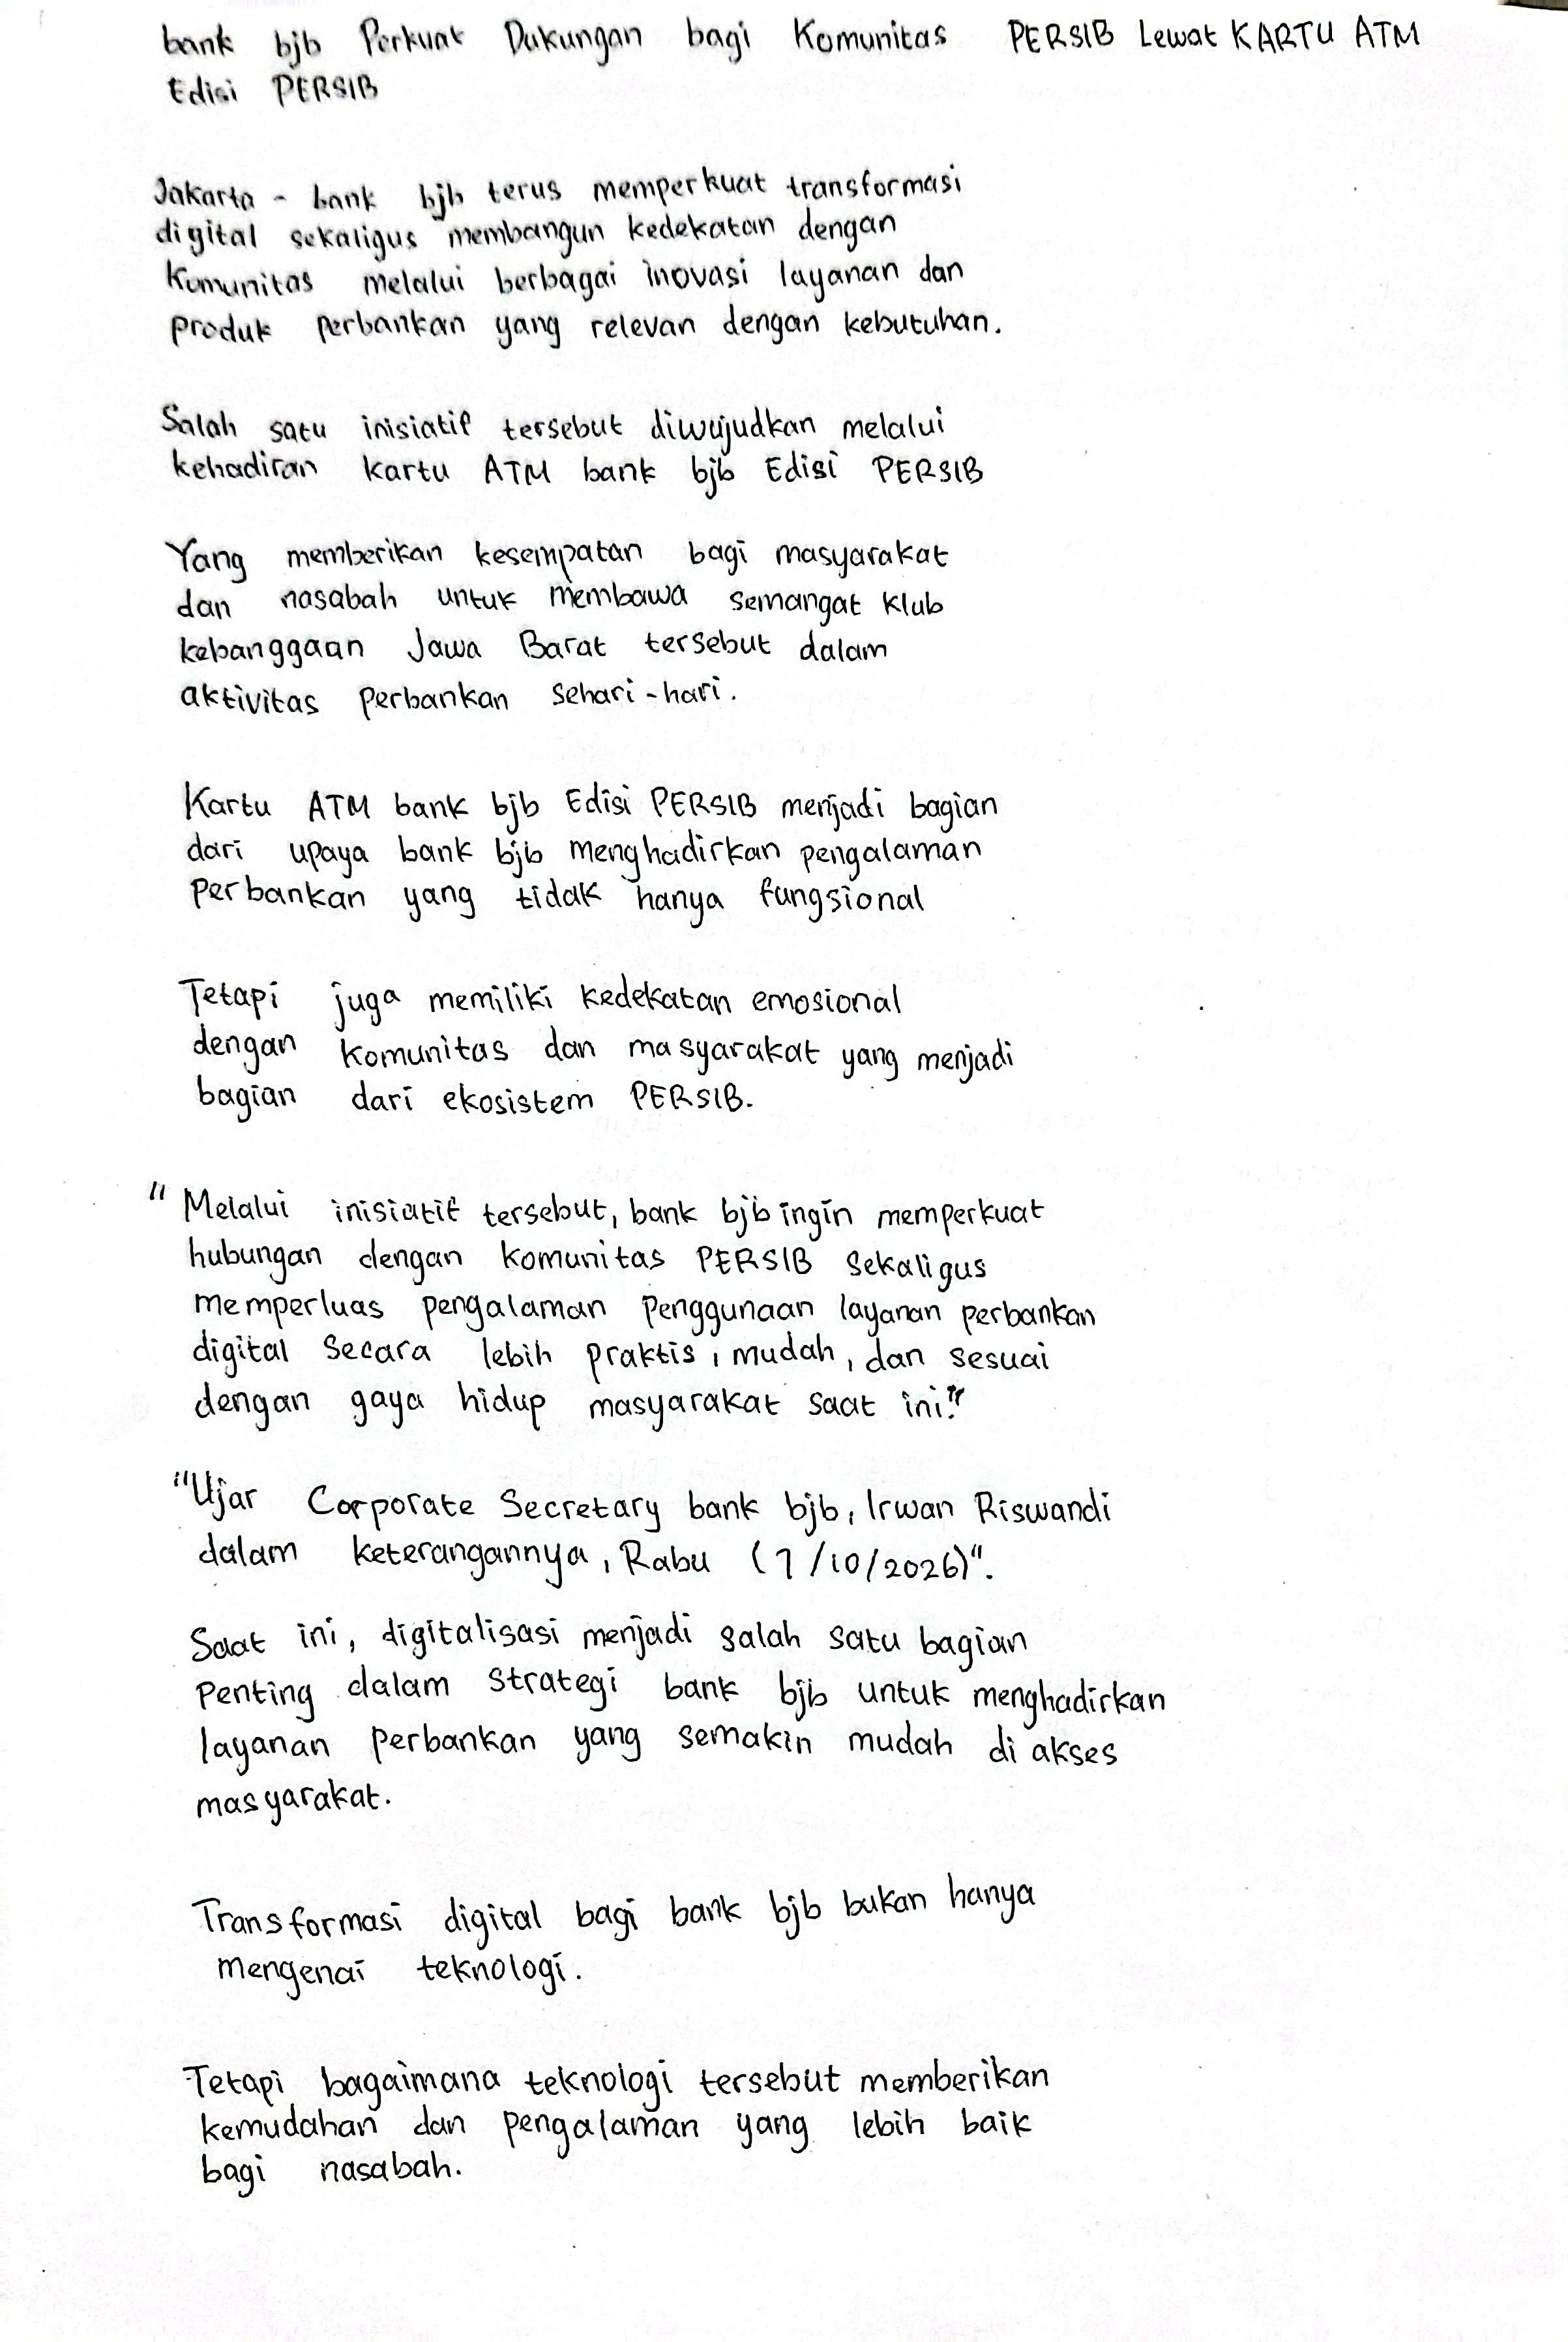 bank bjb Perkuat Dukungan bagi Komunitas PERSIB Lewat KARTU ATM
Edisi PERSIB
Jakarta - bank bjb terus memperkuat transformasi
digital sekaligus membangun kedekatan dengan
Komunitas melalui berbagai inovasi layanan dan
produk perbankan yang relevan dengan kebutuhan.
Salah satu inisiatif tersebut diwujudkan melalui
kehadiran kartu ATM bank bjb Edisi PERSIB
Yang memberikan kesempatan bagi masyarakat
dan nasabah untuk membawa semangat klub
kebanggaan Jawa Barat tersebut dalam
aktivitas perbankan sehari-hari.
Kartu ATM bank bjb Edisi PERSIB menjadi bagian
dari upaya bank bjb menghadirkan pengalaman
perbankan yang tidak hanya fungsional
Tetapi juga memiliki kedekatan emosional
dengan komunitas dan masyarakat yang menjadi
bagian dari ekosistem PERSIB.
"Melalui inisiatif tersebut, bank bjb ingin memperkuat
hubungan dengan komunitas PERSIB Sekaligus
memperluas pengalaman penggunaan layanan perbankan
digital secara lebih praktis, mudah, dan sesuai
dengan gaya hidup masyarakat saat ini."
"Ujar Corporate Secretary bank bjb, Irwan Riswandi
dalam keterangannya, Rabu (7/10/2026)".
Saat ini, digitalisasi menjadi salah satu bagian
Penting dalam strategi bank bjb untuk menghadirkan
layanan perbankan yang semakin mudah di akses
masyarakat.
Transformasi digital bagi bank bjb bukan hanya
mengenai teknologi.
Tetapi bagaimana teknologi tersebut memberikan
kemudahan dan pengalaman yang lebih baik
bagi nasabah.